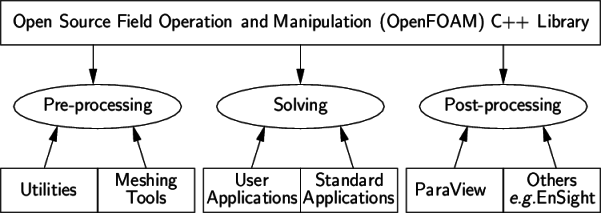 Open Source Field Operation and Manipulation (OpenFOAM) C++ Library
Pre-processing
Solving
Post-processing
Utilities
Meshing
Tools
User
Applications
Standard
Applications
ParaView
Others
e.g.EnSight